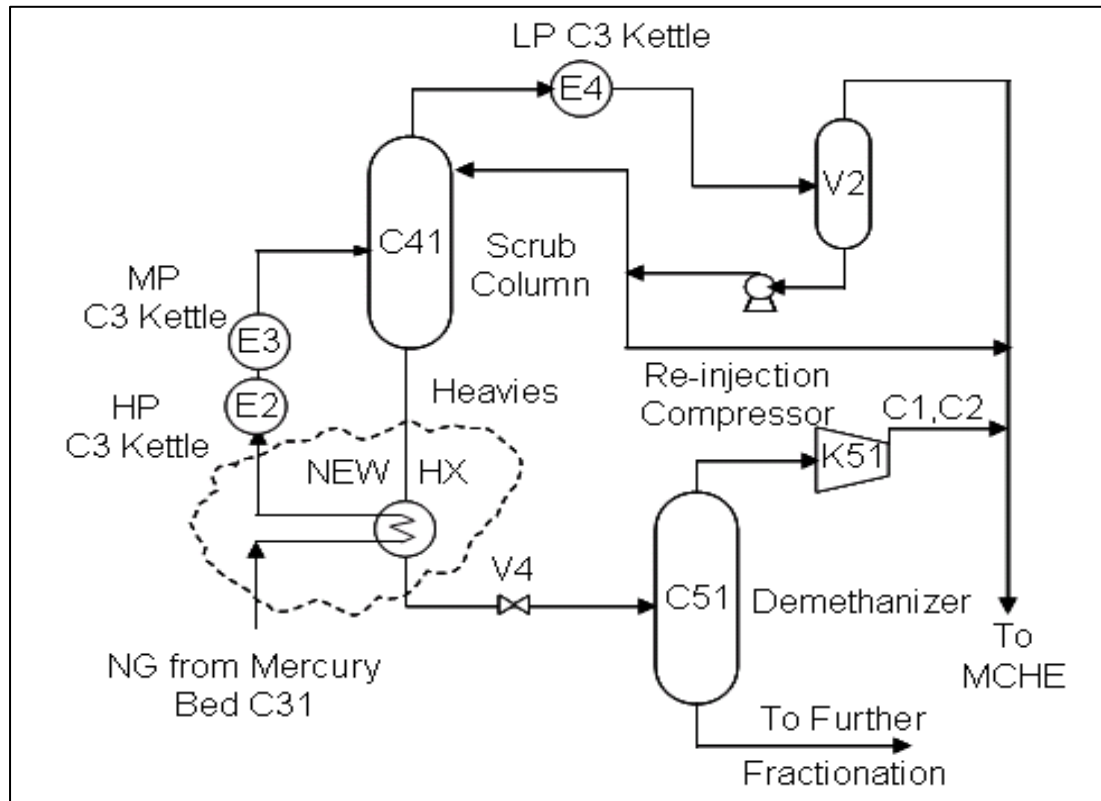 LP C3 Kettle
E4
V2
C41
Scrub
Column
MP
C3 Kettle
E3
HP
C3 Kettle
E2
Heavies
Re-injection
Compressor
C1,C2
K51
NEW HX
V4
C51
Demethanizer
To
MCHE
NG from Mercury
Bed C31
To Further
Fractionation